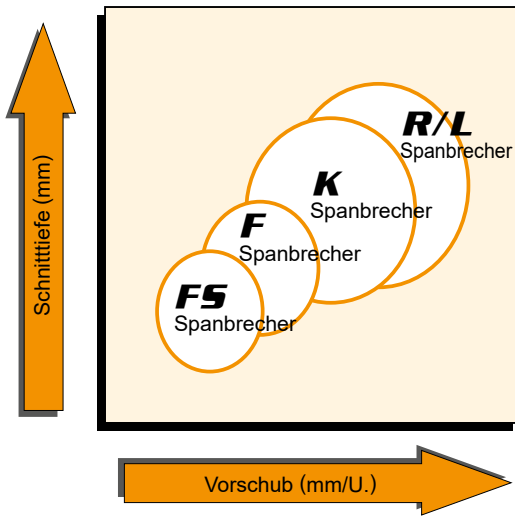 R/L
Spanbrecher
K
Spanbrecher
F
Spanbrecher
FS
Spanbrecher
Schnitttiefe (mm)
Vorschub (mm/U.)